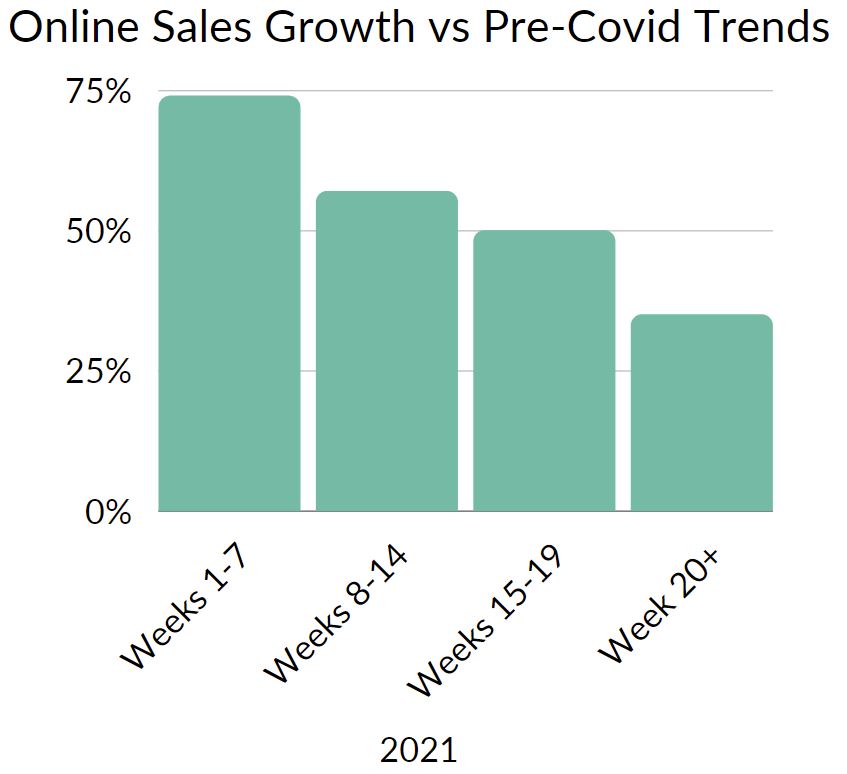 Online Sales Growth vs Pre-Covid Trends
75%
50%
25%
0%
Weeks 1-7
Weeks 8-14
Weeks 15-19
Week 20+
2021